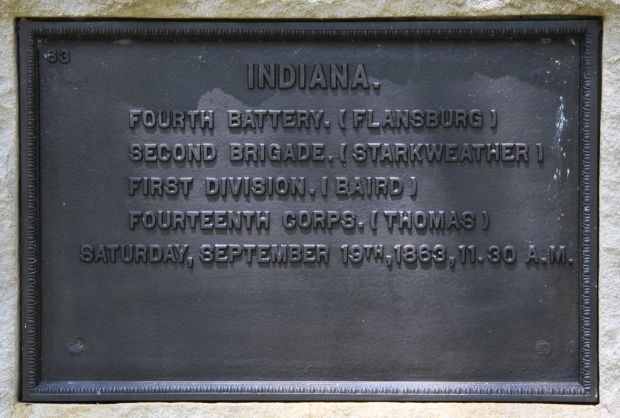 63
INDIANA.
FOURTH BATTERY. (FLANSBURG)
SECOND BRIGADE. (STARKWEATHER)
FIRST DIVISION. (BAIRD)
FOURTEENTH CORPS. (THOMAS)
SATURDAY, SEPTEMBER 19TH, 1863, 11.30 A.M.